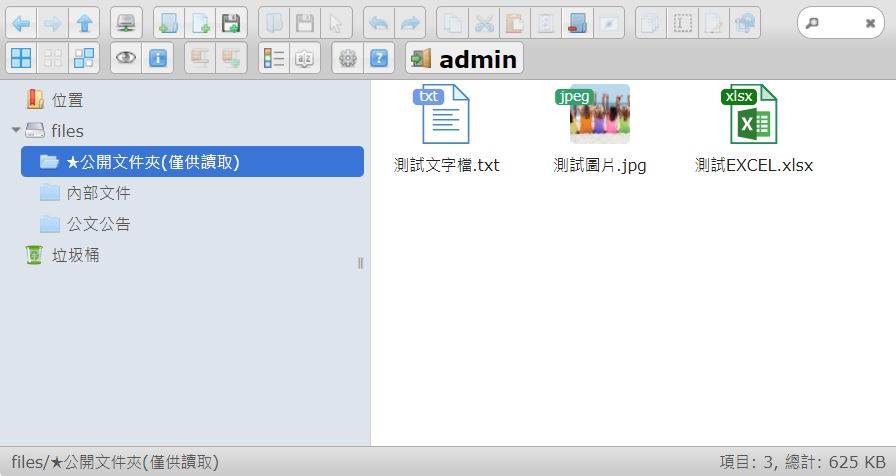 admin
位置
files
★公開文件夾(僅供讀取)
內部文件
公文公告
垃圾桶
txt
jpeg
xlsx
測試文字檔.txt
測試圖片.jpg
測試EXCEL.xlsx
files/★公開文件夾(僅供讀取)
項目: 3, 總計: 625 KB